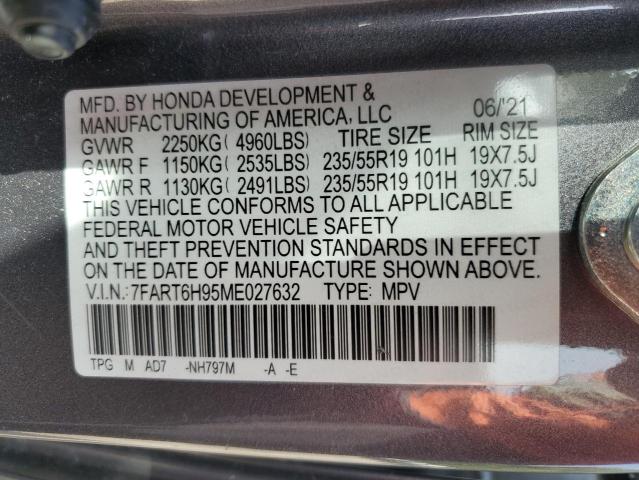 MFD. BY HONDA DEVELOPMENT &
MANUFACTURING OF AMERICA, LLC 06/'21
GVWR 2250KG( 4960LBS) TIRE SIZE RIM SIZE
GAWR F 1150KG( 2535LBS) 235/55R19 101H 19X7.5J
GAWR R 1130KG( 2491LBS) 235/55R19 101H 19X7.5J
THIS VEHICLE CONFORMS TO ALL APPLICABLE
FEDERAL MOTOR VEHICLE SAFETY
AND THEFT PREVENTION STANDARDS IN EFFECT
ON THE DATE OF MANUFACTURE SHOWN ABOVE.
V.I.N.:7FART6H95ME027632 TYPE: MPV
TPG M AD7 -NH797M -A -E